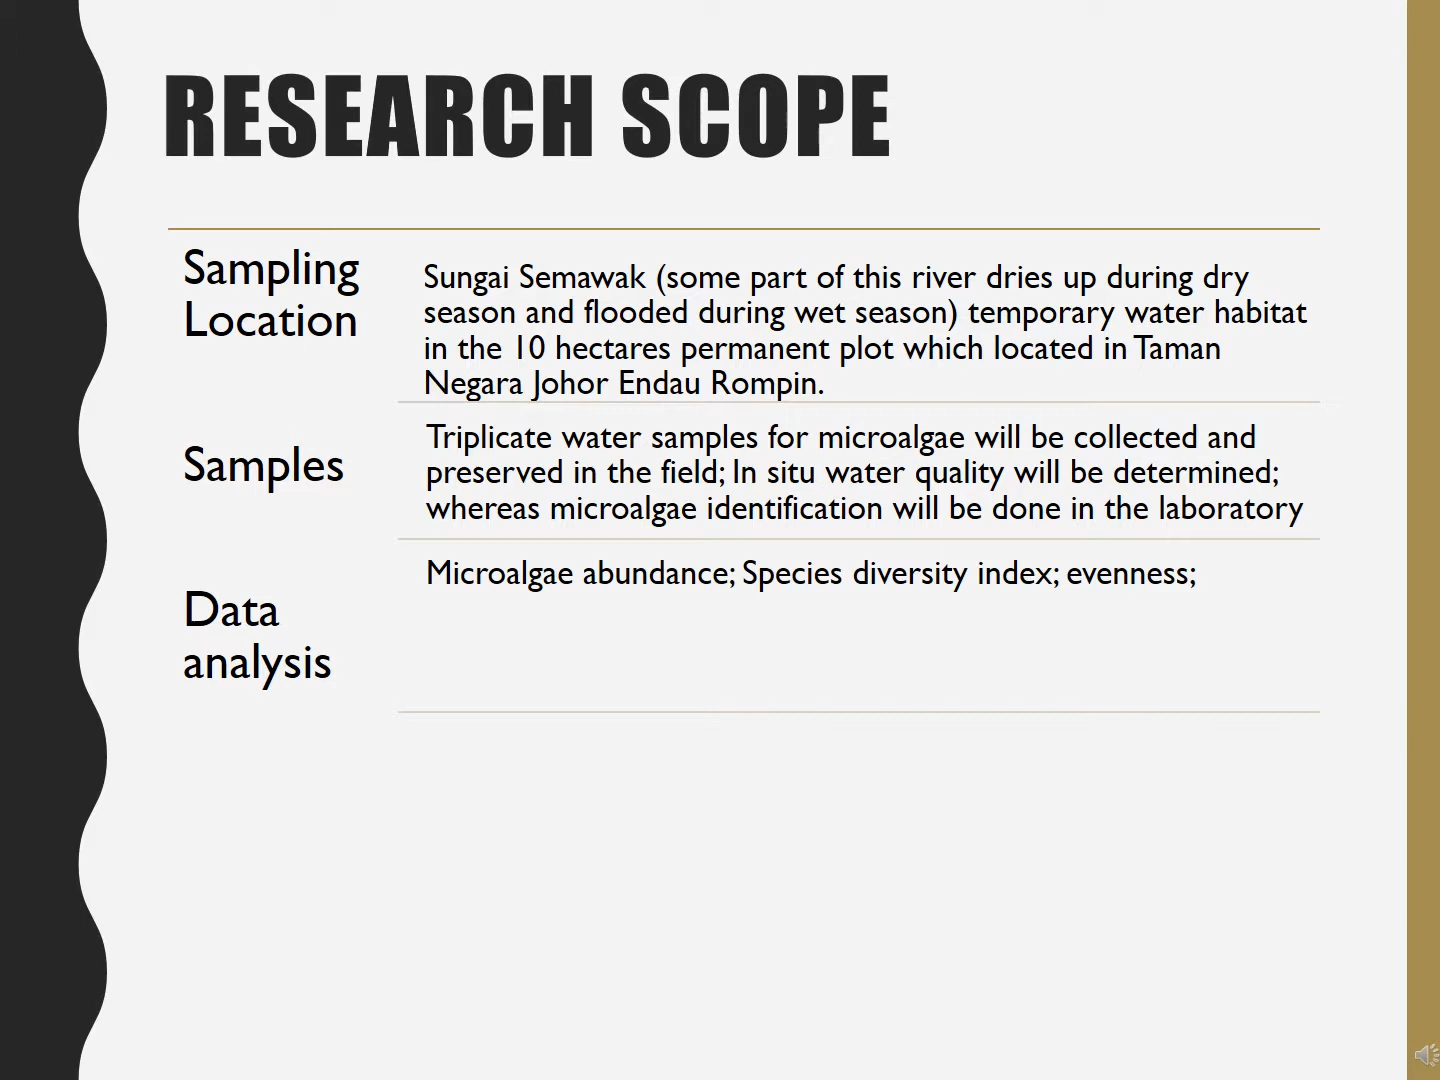 RESEARCH SCOPE
Sampling
Location
Sungai Semawak (some part of this river dries up during dry
season and flooded during wet season) temporary water habitat
in the 10 hectares permanent plot which located in Taman
Negara Johor Endau Rompin.
Samples
Triplicate water samples for microalgae will be collected and
preserved in the field; In situ water quality will be determined;
whereas microalgae identification will be done in the laboratory
Data
analysis
Microalgae abundance; Species diversity index; evenness;